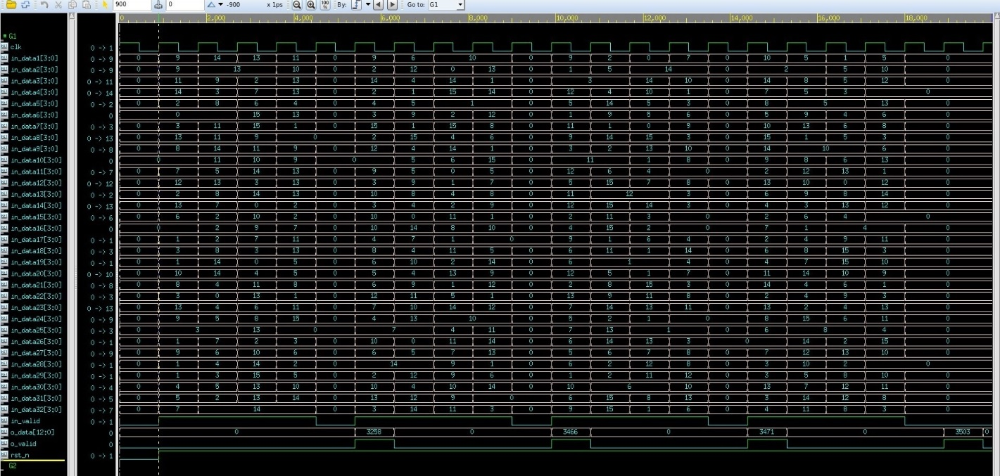 900 0 -900 x 1ps 100% By: Go to: G1
0 2,000 4,000 6,000 8,000 10,000 12,000 14,000 16,000 18,000
G1
clk 0 -> 1
in_data1[3:0] 0 -> 9 0 9 14 13 11 0 9 6 10 0 9 2 0 7 0 10 5 1 5 0
in_data2[3:0] 0 -> 9 0 9 13 10 0 2 12 0 13 0 1 5 14 0 2 5 10 0
in_data3[3:0] 0 -> 11 0 11 9 2 13 0 14 4 14 1 0 3 14 10 0 14 8 5 12 0
in_data4[3:0] 0 -> 14 0 14 3 7 13 0 2 1 15 14 0 12 4 10 1 0 7 5 3 0
in_data5[3:0] 0 -> 2 0 2 8 6 4 0 4 5 1 0 5 14 5 3 0 8 5 13 0
in_data6[3:0] 0 0 15 13 0 3 9 2 12 0 1 9 5 6 0 5 9 4 6 0
in_data7[3:0] 0 -> 3 0 3 11 15 1 0 15 1 15 8 0 11 1 0 9 0 10 13 6 8 0
in_data8[3:0] 0 -> 13 0 13 11 9 0 2 15 4 6 0 9 14 15 3 0 15 1 5 3 0
in_data9[3:0] 0 -> 8 0 8 14 11 9 0 12 4 14 1 0 3 2 13 10 0 14 10 6 0
in_data10[3:0] 0 0 11 10 9 0 5 6 15 0 11 1 8 0 9 8 6 13 0
in_data11[3:0] 0 -> 7 0 7 5 14 13 0 9 5 0 5 0 12 6 4 0 2 12 13 1 0
in_data12[3:0] 0 -> 12 0 12 13 3 13 0 3 9 1 7 0 5 15 7 8 0 13 10 0 12 0
in_data13[3:0] 0 -> 2 0 2 8 14 13 0 10 8 4 8 0 11 12 3 0 6 9 8 14 0
in_data14[3:0] 0 -> 13 0 13 7 0 2 0 3 4 2 9 0 12 15 14 3 0 4 3 13 12 0
in_data15[3:0] 0 -> 6 0 6 2 10 2 0 10 0 11 1 0 2 11 3 0 2 6 4 0
in_data16[3:0] 0 0 2 9 7 0 10 14 8 10 0 4 15 2 0 7 1 4 0
in_data17[3:0] 0 -> 1 0 1 2 7 11 0 4 7 1 0 9 1 6 4 0 2 4 9 11 0
in_data18[3:0] 0 -> 3 0 3 8 3 13 0 8 4 11 5 0 6 11 1 14 0 6 8 15 3 0
in_data19[3:0] 0 -> 1 0 1 14 0 5 0 6 10 2 14 0 6 1 4 0 4 7 15 10 0
in_data20[3:0] 0 -> 10 0 10 14 4 5 0 5 4 13 9 0 12 5 1 7 0 11 14 10 9 0
in_data21[3:0] 0 -> 8 0 8 4 11 8 0 6 9 1 12 0 2 8 15 3 0 14 4 6 1 0
in_data22[3:0] 0 -> 3 0 3 0 13 1 0 12 11 5 1 0 13 9 11 8 0 2 4 9 3 0
in_data23[3:0] 0 -> 13 0 13 4 6 11 0 7 10 14 12 0 7 14 13 11 0 13 2 4 13 0
in_data24[3:0] 0 -> 9 0 9 5 8 15 0 4 13 10 0 5 2 1 0 8 15 6 11 0
in_data25[3:0] 0 -> 3 0 3 13 0 7 4 11 0 7 13 1 0 6 8 4 0
in_data26[3:0] 0 -> 1 0 1 7 2 3 0 10 0 11 14 0 6 14 13 3 0 14 2 15 0
in_data27[3:0] 0 -> 9 0 9 6 10 6 0 6 5 7 13 0 5 6 7 8 0 7 12 13 10 0
in_data28[3:0] 0 -> 1 0 1 4 14 2 0 14 9 1 0 6 2 12 8 0 3 10 2 0
in_data29[3:0] 0 -> 1 0 1 3 15 5 0 2 12 9 6 0 1 2 11 12 0 3 5 8 10 0
in_data30[3:0] 0 -> 4 0 4 5 13 10 0 10 4 10 14 0 10 6 10 0 13 7 12 11 0
in_data31[3:0] 0 -> 5 0 5 2 13 14 0 13 12 9 0 6 15 8 13 0 3 14 12 8 0
in_data32[3:0] 0 -> 7 0 7 14 0 3 14 11 3 0 9 15 1 6 0 4 11 8 3 0
in_valid 0 -> 1
o_data[12:0] 0 0 3258 0 3466 0 3471 0 3503 0
o_valid 0
rst_n 0 -> 1
G2